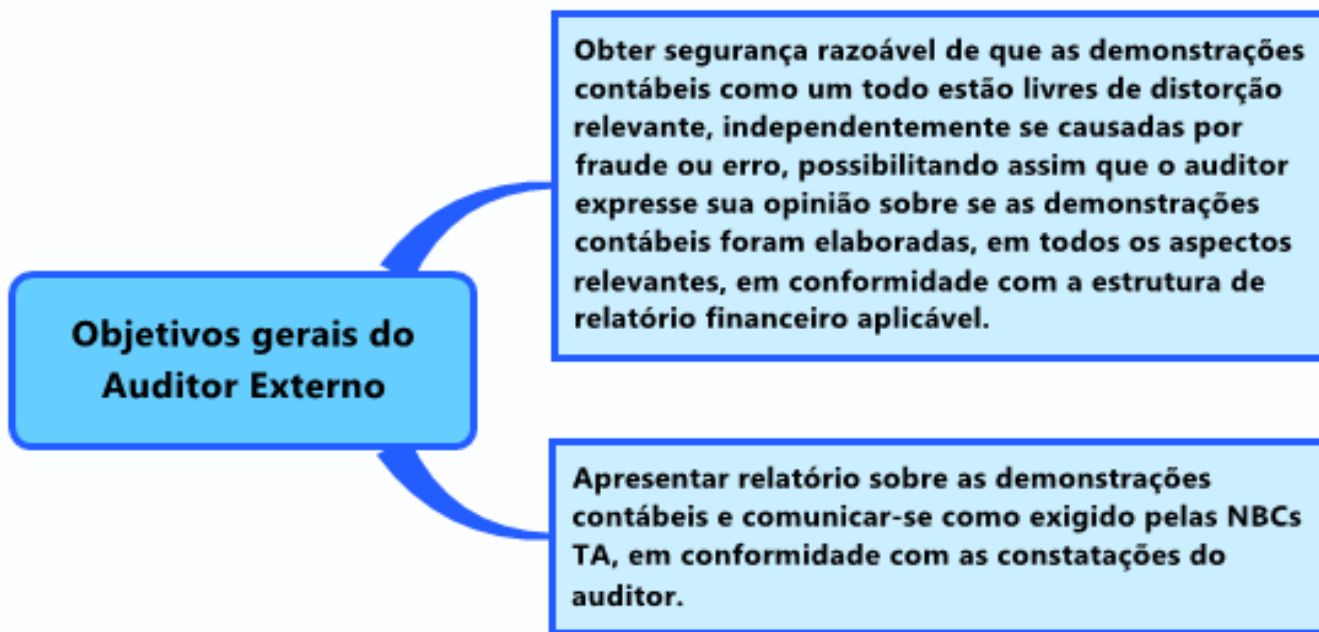 Objetivos gerais do
Auditor Externo
Obter segurança razoável de que as demonstrações
contábeis como um todo estão livres de distorção
relevante, independentemente se causadas por
fraude ou erro, possibilitando assim que o auditor
expresse sua opinião sobre se as demonstrações
contábeis foram elaboradas, em todos os aspectos
relevantes, em conformidade com a estrutura de
relatório financeiro aplicável.
Apresentar relatório sobre as demonstrações
contábeis e comunicar-se como exigido pelas NBCs
TA, em conformidade com as constatações do
auditor.